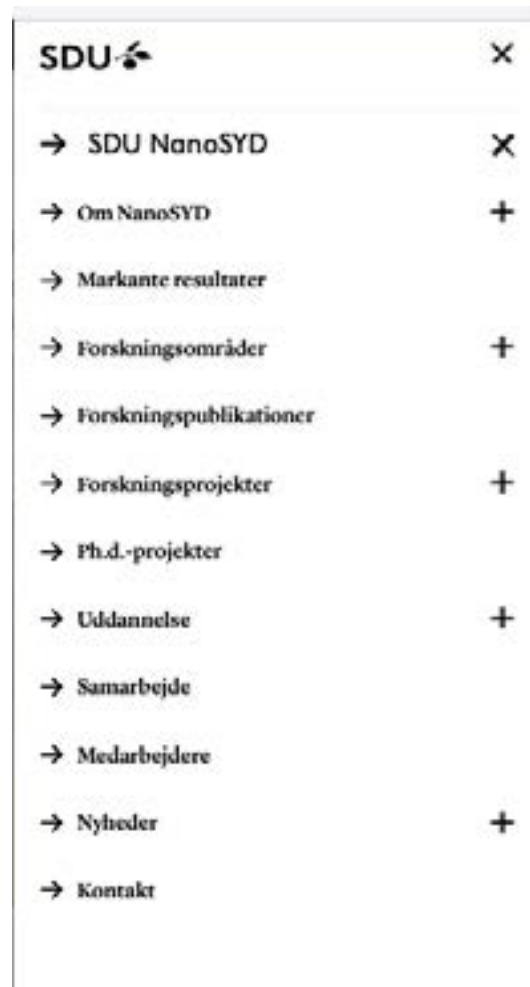 SDU
SDU NanoSYD
Om NanoSYD
Markante resultater
Forskningsområder
Forskningspublikationer
Forskningsprojekter
Ph.d.-projekter
Uddannelse
Samarbejde
Medarbejdere
Nyheder
Kontakt